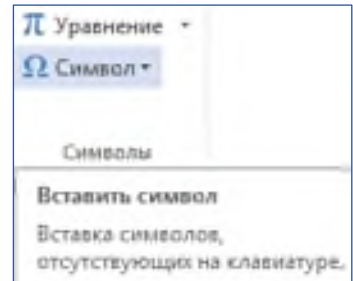 π Уравнение
Ω Символ
Символы
Вставить символ
Вставка символов,
отсутствующих на клавиатуре.